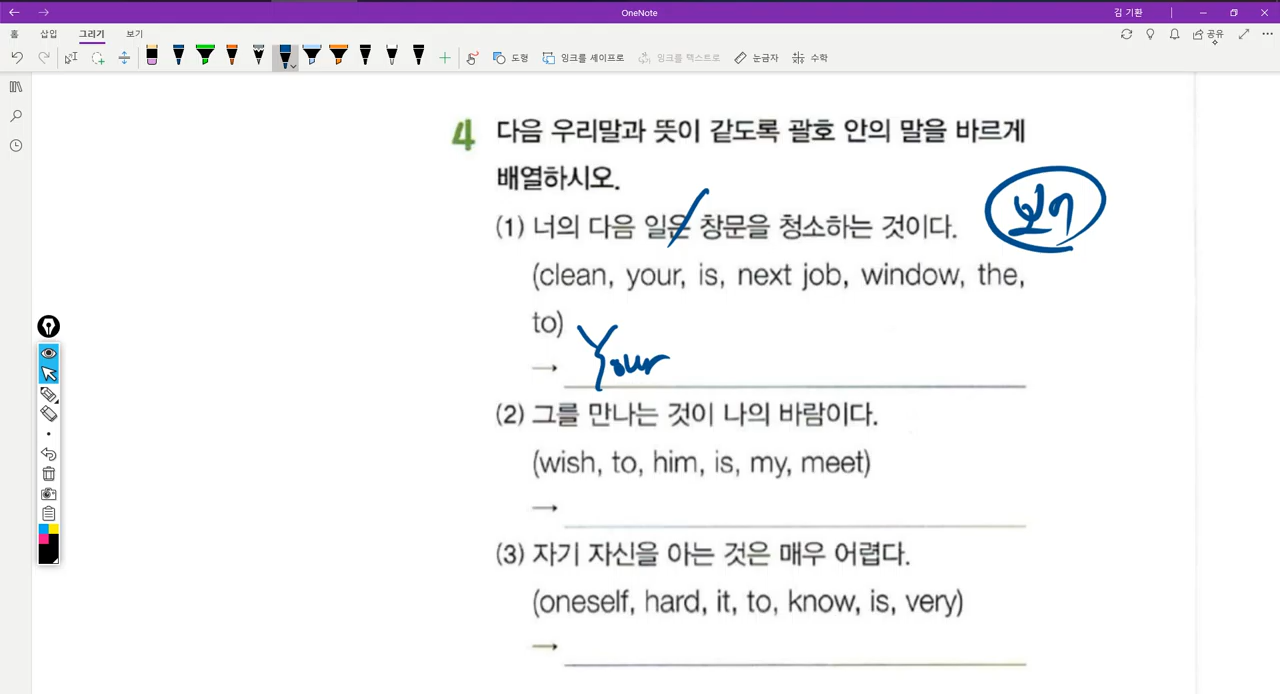 OneNote
김 기환
홈 삽입 그리기 보기
공유
도형 잉크를 셰이프로 잉크를 텍스트로 눈금자 수학
4 다음 우리말과 뜻이 같도록 괄호 안의 말을 바르게
배열하시오.
(1) 너의 다음 일은 창문을 청소하는 것이다.
보어
(clean, your, is, next job, window, the,
to)
→ Your
(2) 그를 만나는 것이 나의 바람이다.
(wish, to, him, is, my, meet)
→
(3) 자기 자신을 아는 것은 매우 어렵다.
(oneself, hard, it, to, know, is, very)
→